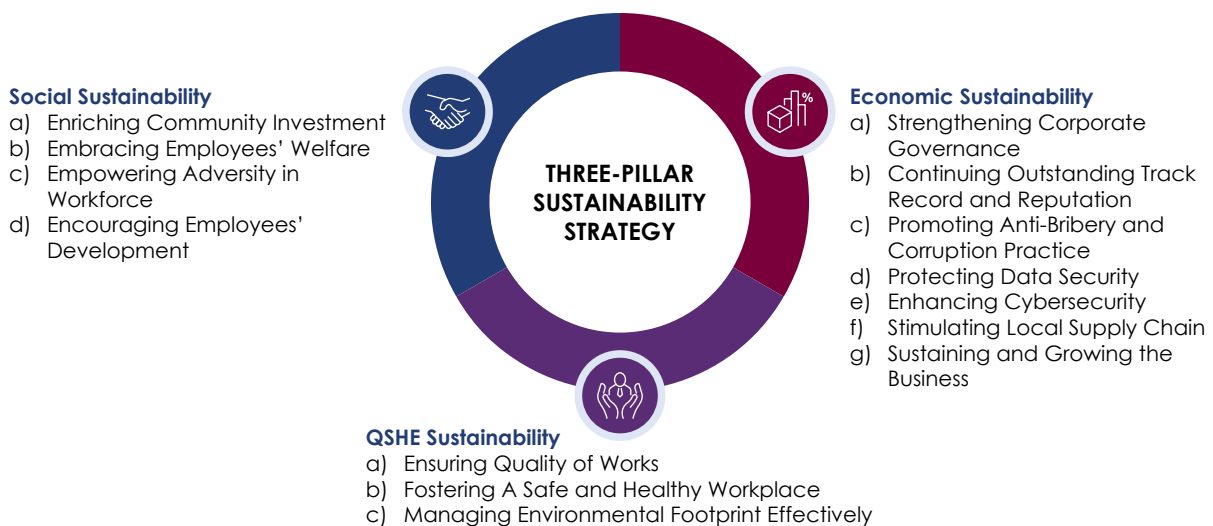 Social Sustainability
a) Enriching Community Investment
b) Embracing Employees' Welfare
c) Empowering Adversity in
Workforce
d) Encouraging Employees'
Development
THREE-PILLAR
SUSTAINABILITY
STRATEGY
%
Economic Sustainability
a) Strengthening Corporate
Governance
b) Continuing Outstanding Track
Record and Reputation
c) Promoting Anti-Bribery and
Corruption Practice
d) Protecting Data Security
e) Enhancing Cybersecurity
f) Stimulating Local Supply Chain
g) Sustaining and Growing the
Business
QSHE Sustainability
a) Ensuring Quality of Works
b) Fostering A Safe and Healthy Workplace
c) Managing Environmental Footprint Effectively